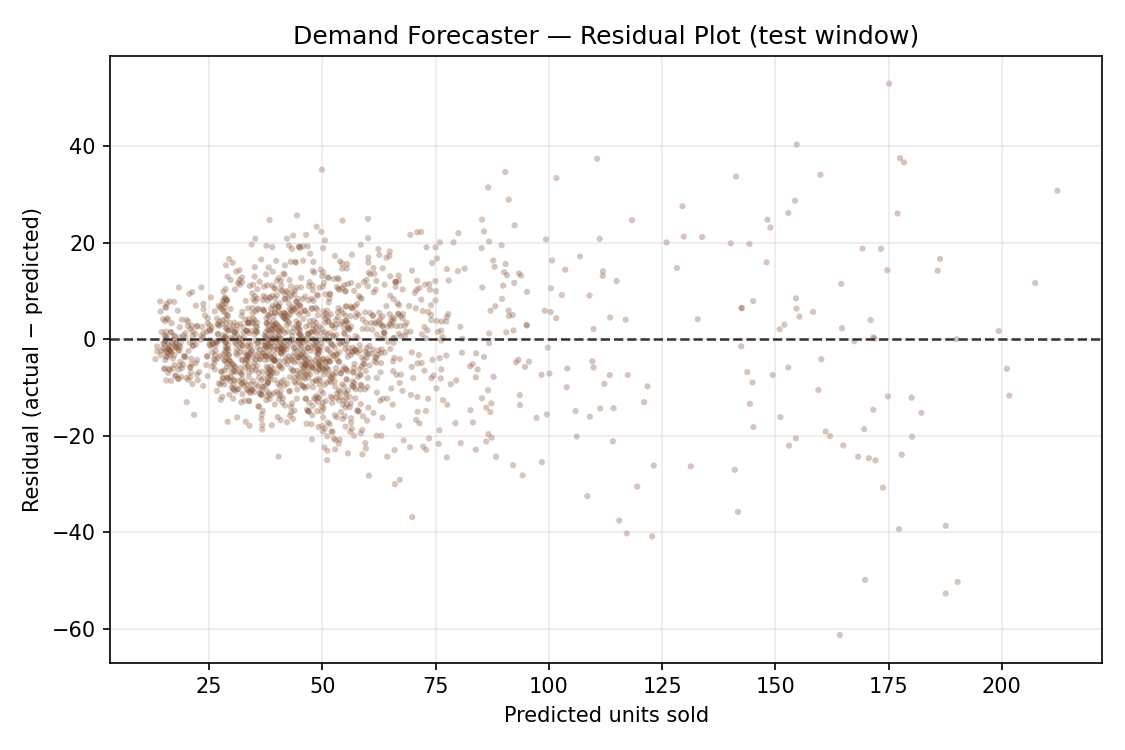 Demand Forecaster — Residual Plot (test window)
Residual (actual − predicted)
40
20
0
−20
−40
−60
25 50 75 100 125 150 175 200
Predicted units sold